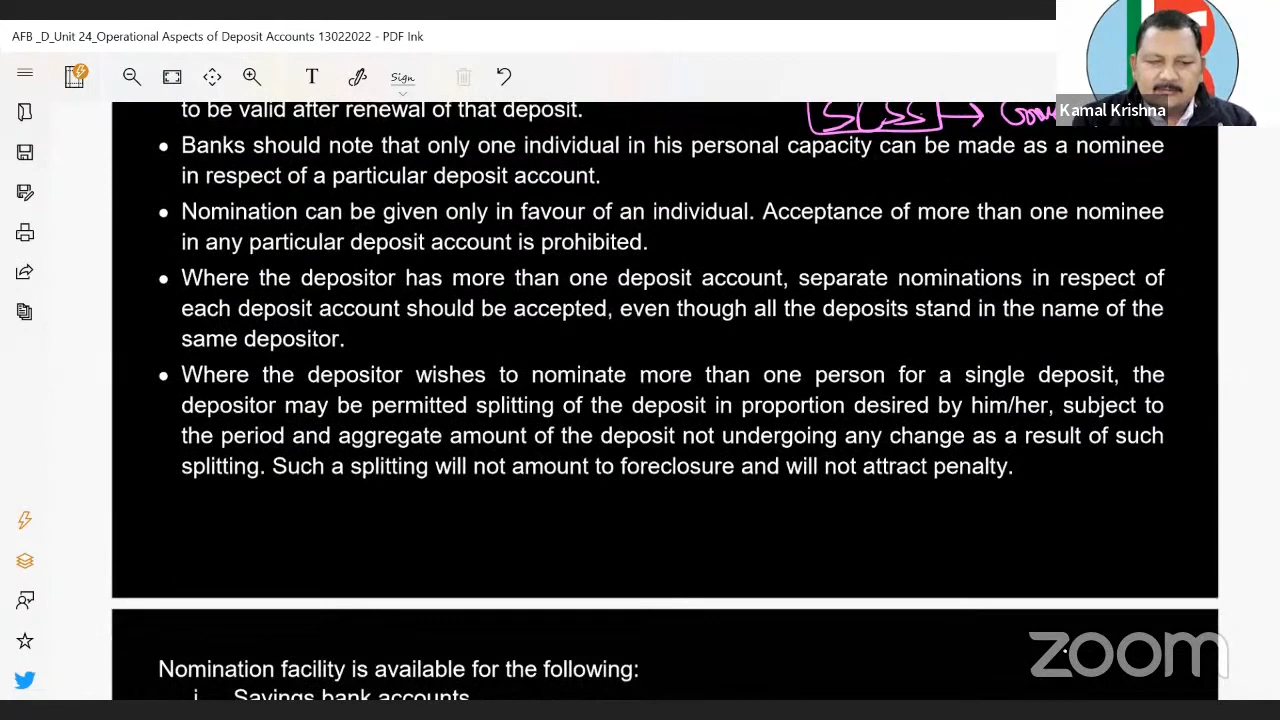 AFB _D_Unit 24_Operational Aspects of Deposit Accounts 13022022 - PDF Ink
T
Sign
Kamal Krishna
to be valid after renewal of that deposit.
SCSS
• Banks should note that only one individual in his personal capacity can be made as a nominee
in respect of a particular deposit account.
• Nomination can be given only in favour of an individual. Acceptance of more than one nominee
in any particular deposit account is prohibited.
• Where the depositor has more than one deposit account, separate nominations in respect of
each deposit account should be accepted, even though all the deposits stand in the name of the
same depositor.
• Where the depositor wishes to nominate more than one person for a single deposit, the
depositor may be permitted splitting of the deposit in proportion desired by him/her, subject to
the period and aggregate amount of the deposit not undergoing any change as a result of such
splitting. Such a splitting will not amount to foreclosure and will not attract penalty.
zoom
Nomination facility is available for the following:
i. Savings bank accounts